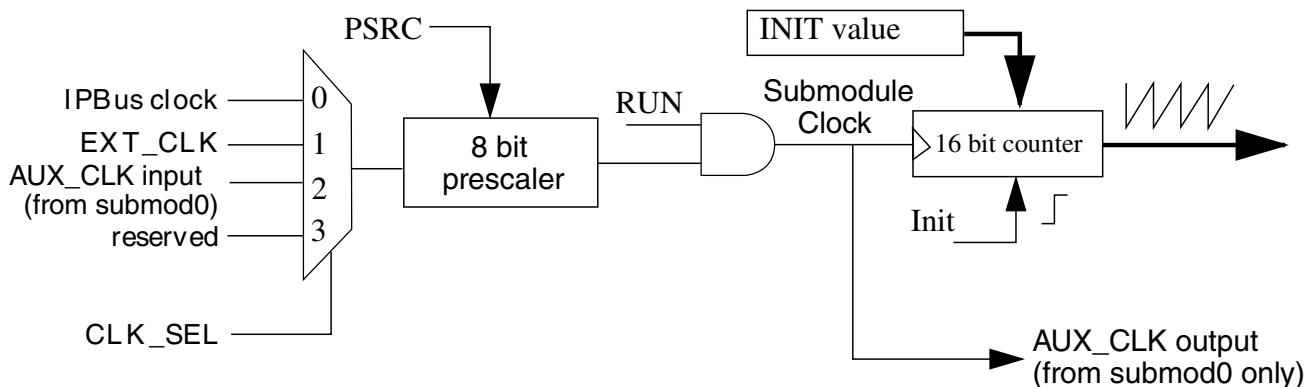 PSRC
INIT value
IPBus clock
0
RUN
Submodule
Clock
EXT_CLK
1
8 bit
prescaler
16 bit counter
AUX_CLK input
(from submod0)
2
reserved
3
Init
CLK_SEL
AUX_CLK output
(from submod0 only)